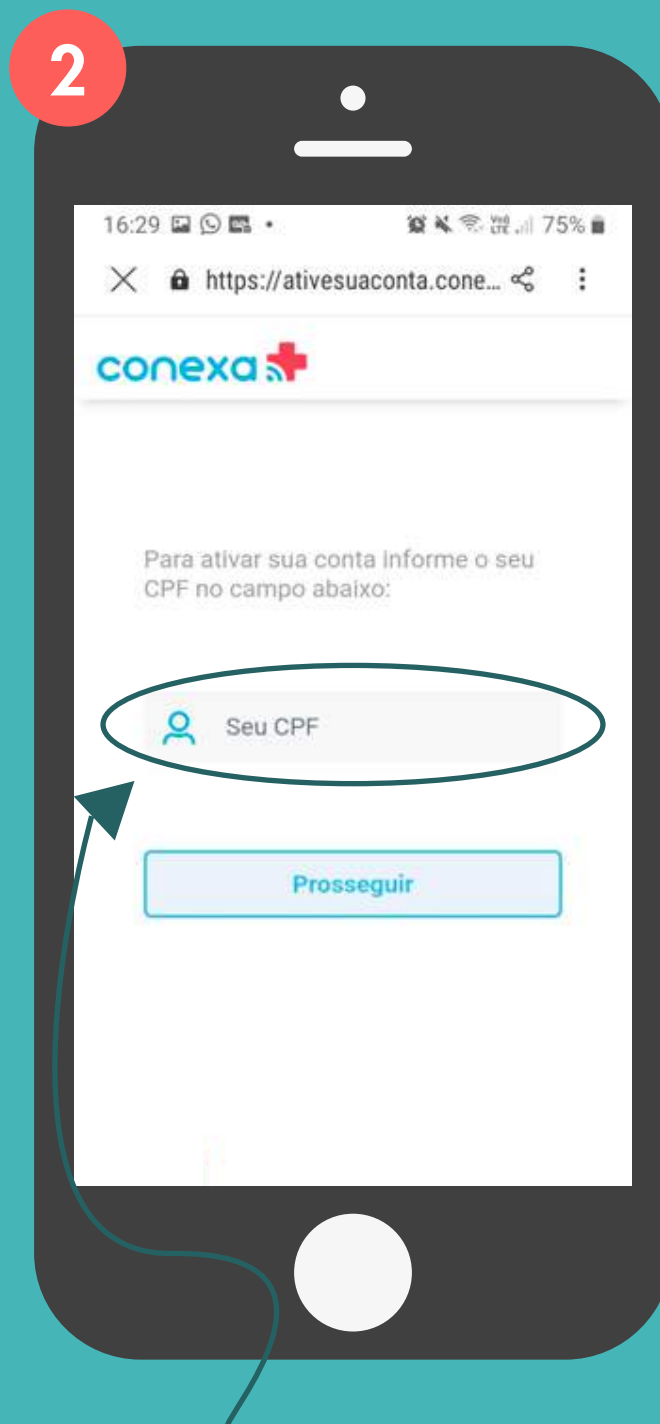 2
16:29 75%
https://ativesuaconta.cone...
conexa
Para ativar sua conta informe o seu
CPF no campo abaixo:
Seu CPF
Prosseguir